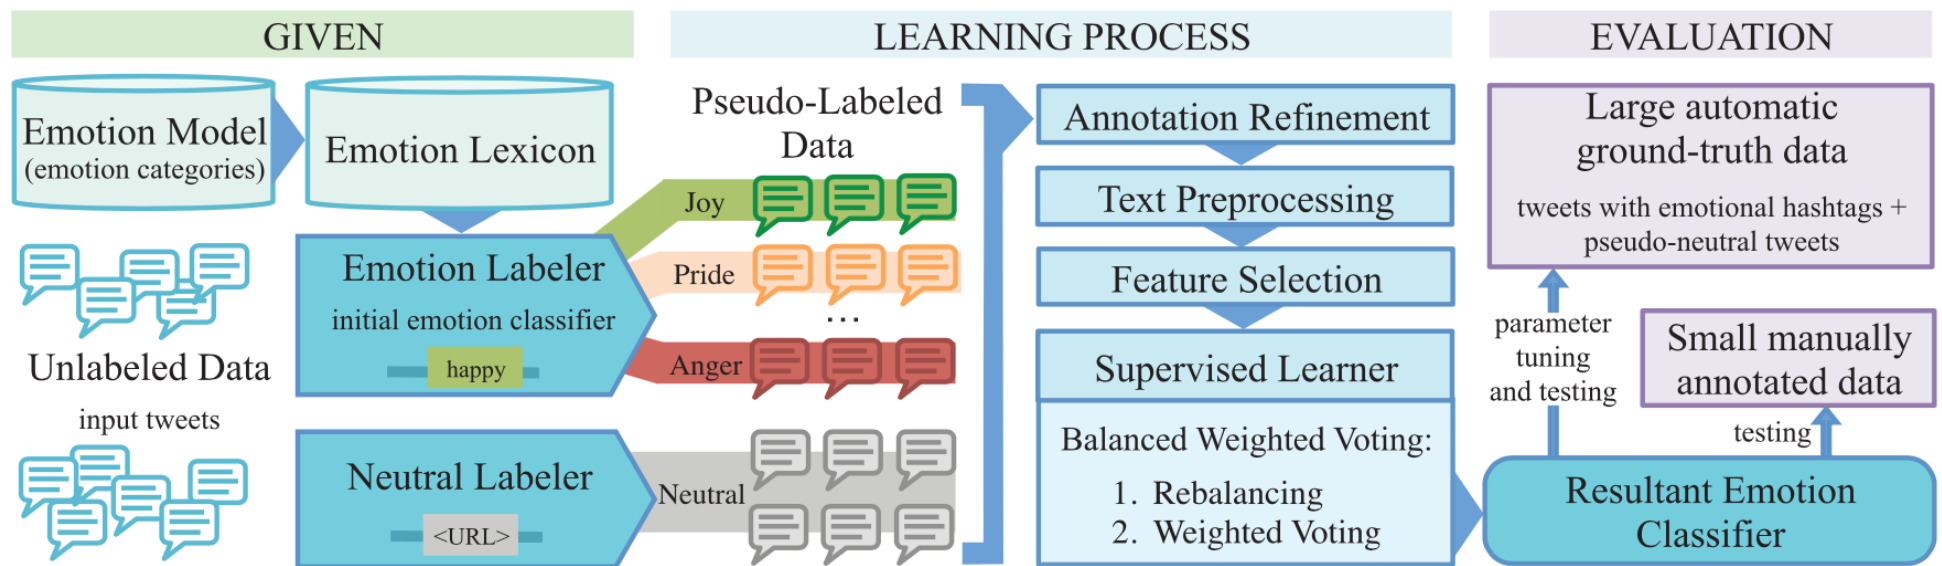 GIVEN
Emotion Model
(emotion categories)
Emotion Lexicon
Unlabeled Data
input tweets
Emotion Labeler
initial emotion classifier
happy
Neutral Labeler
<URL>
LEARNING PROCESS
Pseudo-Labeled
Data
Joy
Pride
...
Anger
Neutral
Annotation Refinement
Text Preprocessing
Feature Selection
Supervised Learner
Balanced Weighted Voting:
1. Rebalancing
2. Weighted Voting
EVALUATION
Large automatic
ground-truth data
tweets with emotional hashtags +
pseudo-neutral tweets
parameter
tuning
and testing
Small manually
annotated data
testing
Resultant Emotion
Classifier